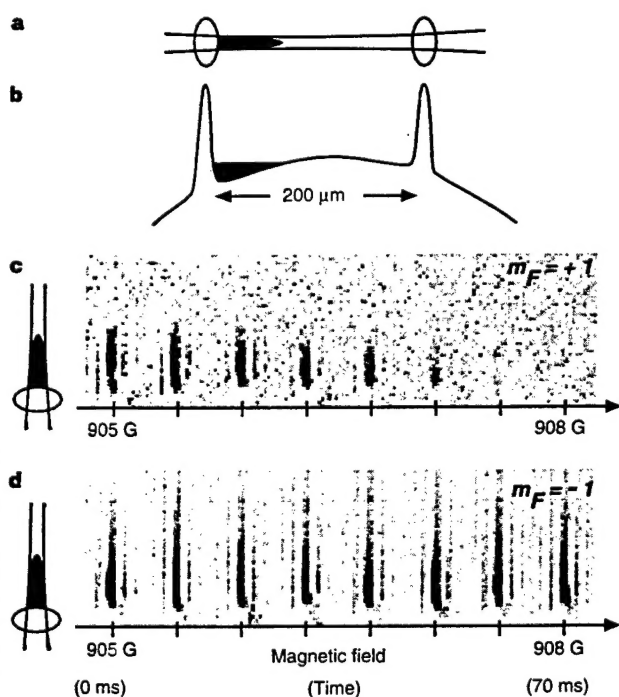 a
b
200 µm
c
m_F = + 1
905 G
908 G
d
m_F = - 1
905 G
Magnetic field
908 G
(0 ms)
(Time)
(70 ms)